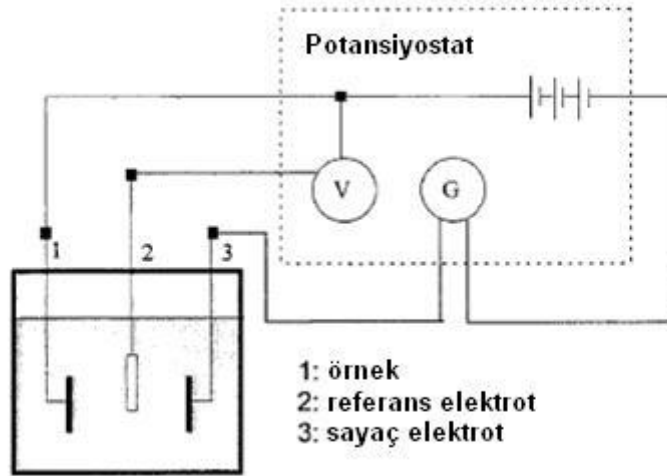 Potansiyostat
V
G
1
2
3
1: örnek
2: referans elektrot
3: sayaç elektrot